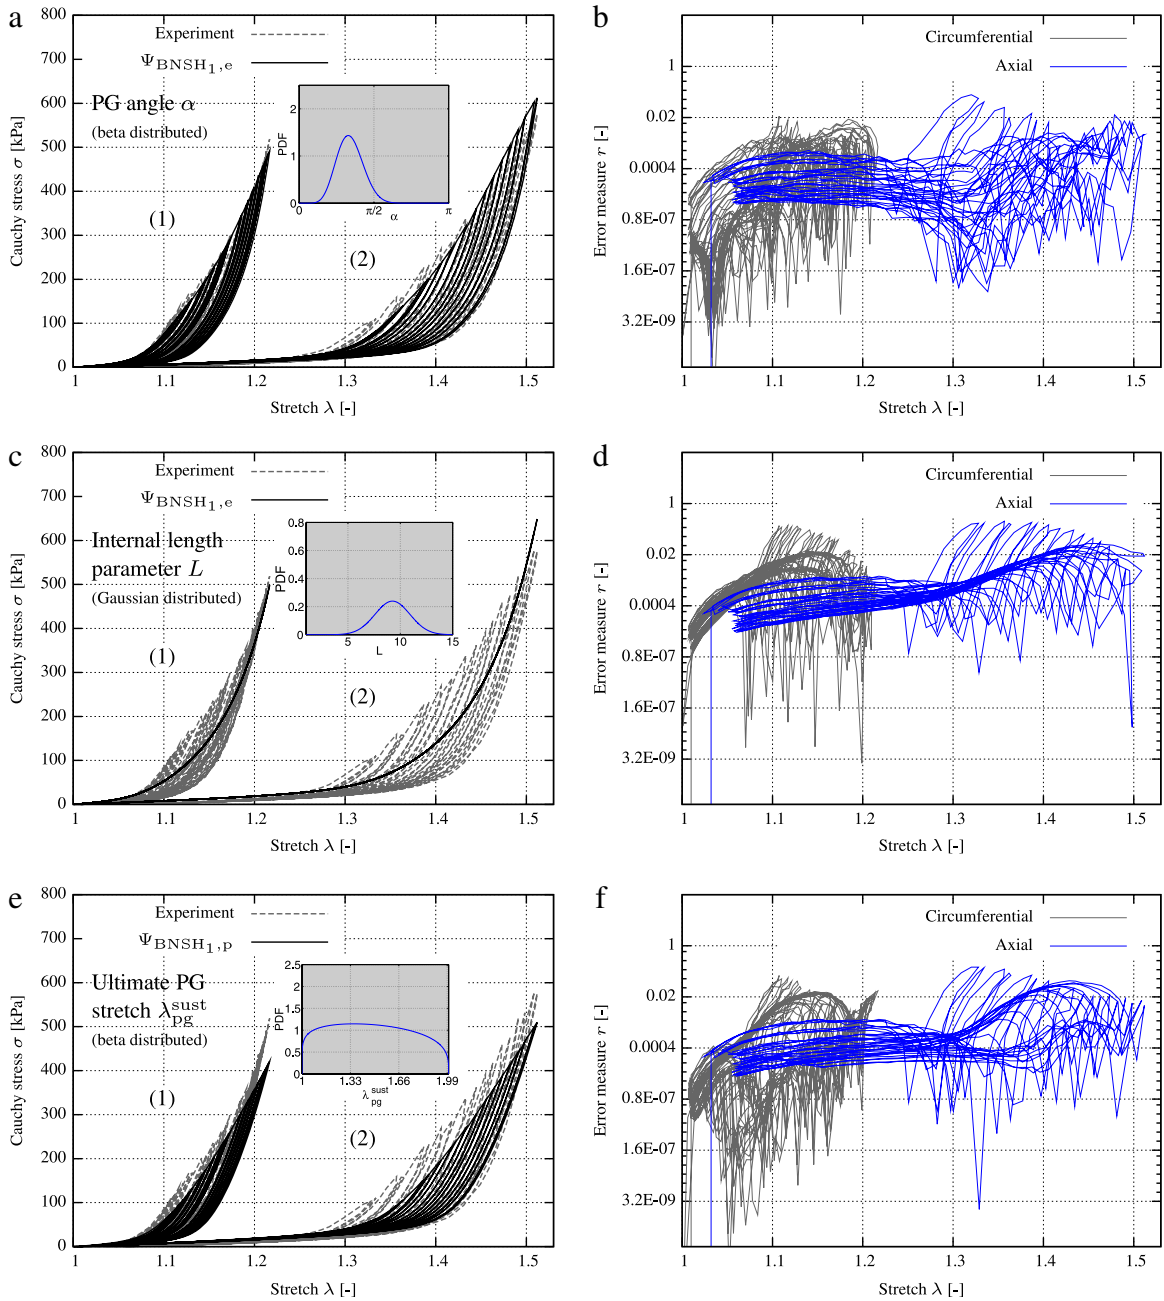 a
800
700
600
500
400
300
200
100
0
Cauchy stress σ [kPa]
Experiment
Ψ_BNSH₁,e
PG angle α
(beta distributed)
(1)
(2)
PDF
2
1
0
0
π/2
α
π
1
1.1
1.2
1.3
1.4
1.5
Stretch λ [-]
b
Circumferential
Axial
1
0.02
0.0004
0.8E-07
1.6E-07
3.2E-09
Error measure r [-]
1
1.1
1.2
1.3
1.4
1.5
Stretch λ [-]
c
800
700
600
500
400
300
200
100
0
Cauchy stress σ [kPa]
Experiment
Ψ_BNSH₁,e
Internal length
parameter L
(Gaussian distributed)
(1)
(2)
PDF
0.8
0.6
0.4
0.2
0
5
10
15
L
1
1.1
1.2
1.3
1.4
1.5
Stretch λ [-]
d
Circumferential
Axial
1
0.02
0.0004
0.8E-07
1.6E-07
3.2E-09
Error measure r [-]
1
1.1
1.2
1.3
1.4
1.5
Stretch λ [-]
e
800
700
600
500
400
300
200
100
0
Cauchy stress σ [kPa]
Experiment
Ψ_BNSH₁,p
Ultimate PG
stretch λ_pg^sust
(beta distributed)
(1)
(2)
PDF
2.5
2
1.5
1
0,5
0
1
1.33
1.66
1.99
λ_pg^sust
1
1.1
1.2
1.3
1.4
1.5
Stretch λ [-]
f
Circumferential
Axial
1
0.02
0.0004
0.8E-07
1.6E-07
3.2E-09
Error measure r [-]
1
1.1
1.2
1.3
1.4
1.5
Stretch λ [-]